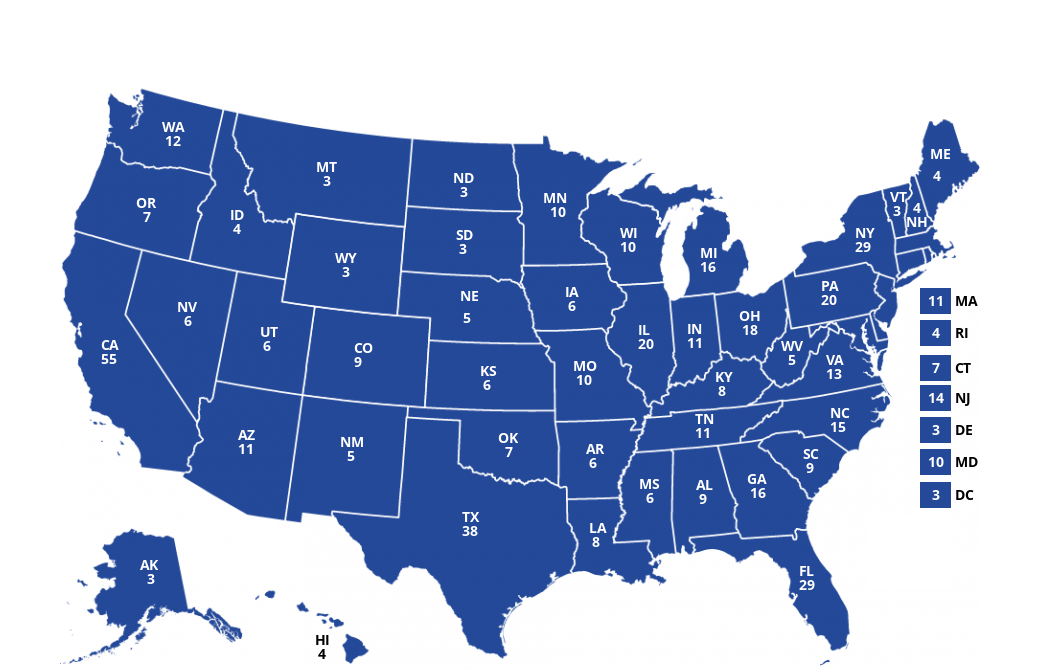 WA
12
OR
7
ID
4
MT
3
ND
3
MN
10
SD
3
WY
3
WI
10
MI
16
NY
29
VT
3
4
NH
ME
4
CA
55
NV
6
UT
6
CO
9
NE
5
KS
6
IA
6
MO
10
IL
20
IN
11
OH
18
PA
20
KY
8
WV
5
VA
13
11 MA
4 RI
7 CT
14 NJ
3 DE
10 MD
3 DC
AZ
11
NM
5
OK
7
TX
38
AR
6
LA
8
MS
6
AL
9
TN
11
GA
16
SC
9
NC
15
FL
29
AK
3
HI
4